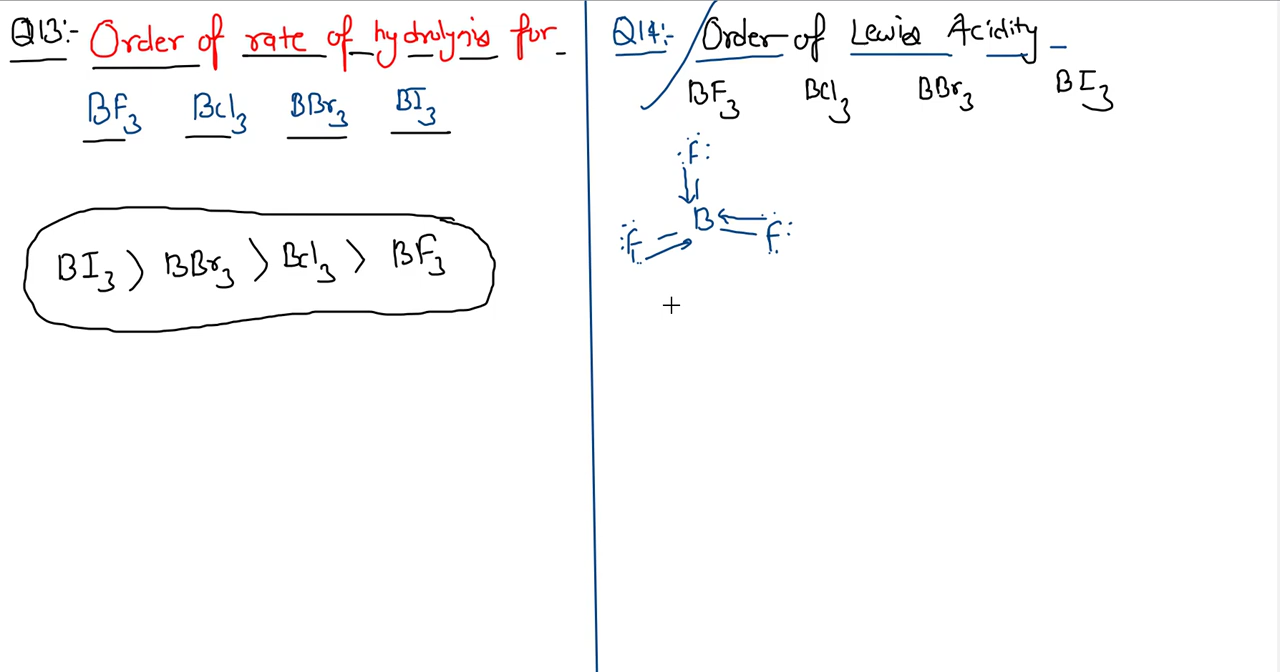 Q13:- Order of rate of hydrolysis for -
BF3 BCl3 BBr3 BI3
BI3 > BBr3 > BCl3 > BF3
Q14:- Order of Lewis Acidity -
BF3 BCl3 BBr3 BI3
F
B
F F